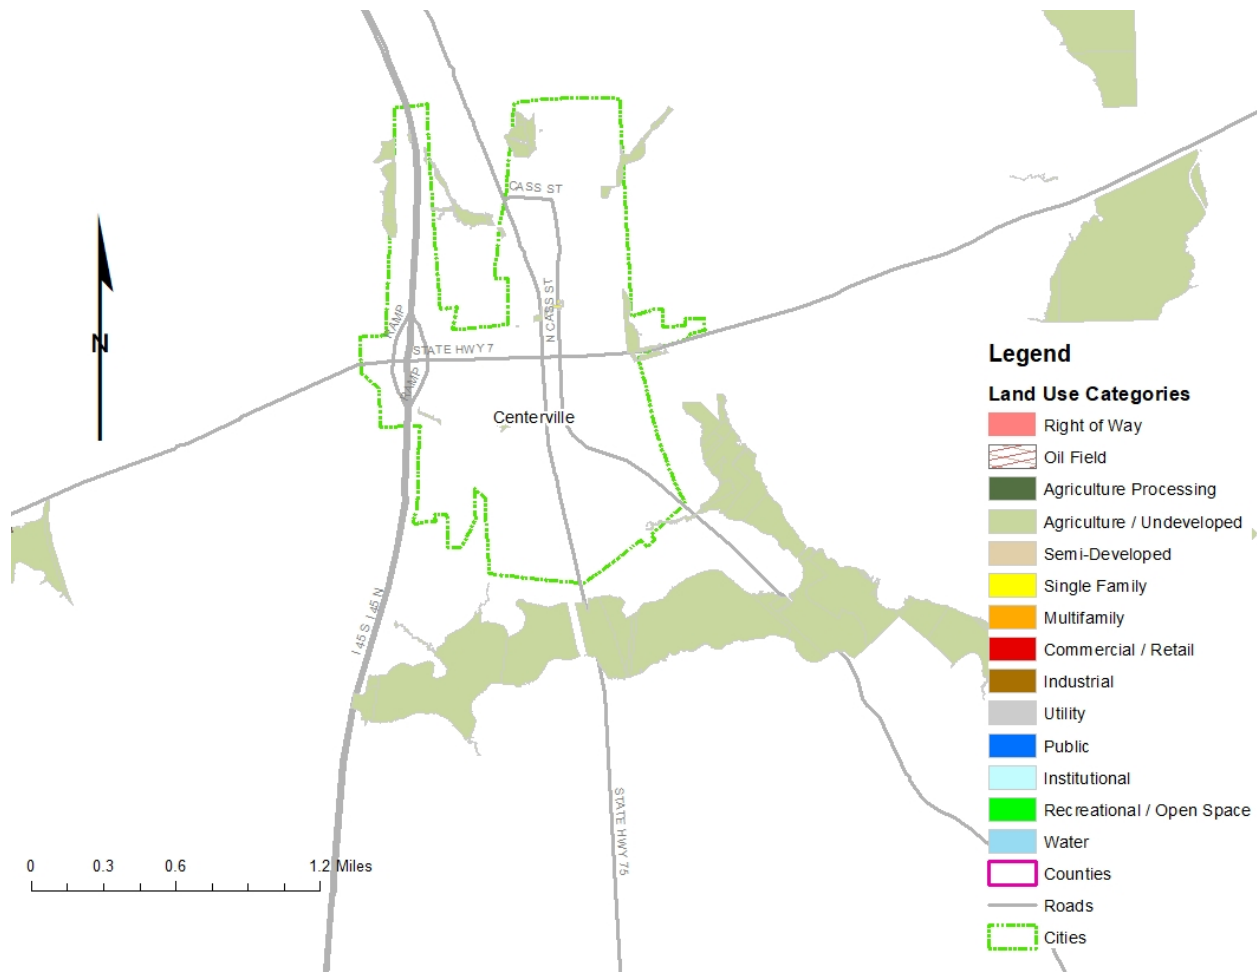 CASS ST
N CASS ST
RAMP
STATE HWY 7
RAMP
Centerville
N
I 45 S I 45 N
STATE HWY 75
0 0.3 0.6 1.2 Miles
Legend
Land Use Categories
Right of Way
Oil Field
Agriculture Processing
Agriculture / Undeveloped
Semi-Developed
Single Family
Multifamily
Commercial / Retail
Industrial
Utility
Public
Institutional
Recreational / Open Space
Water
Counties
Roads
Cities